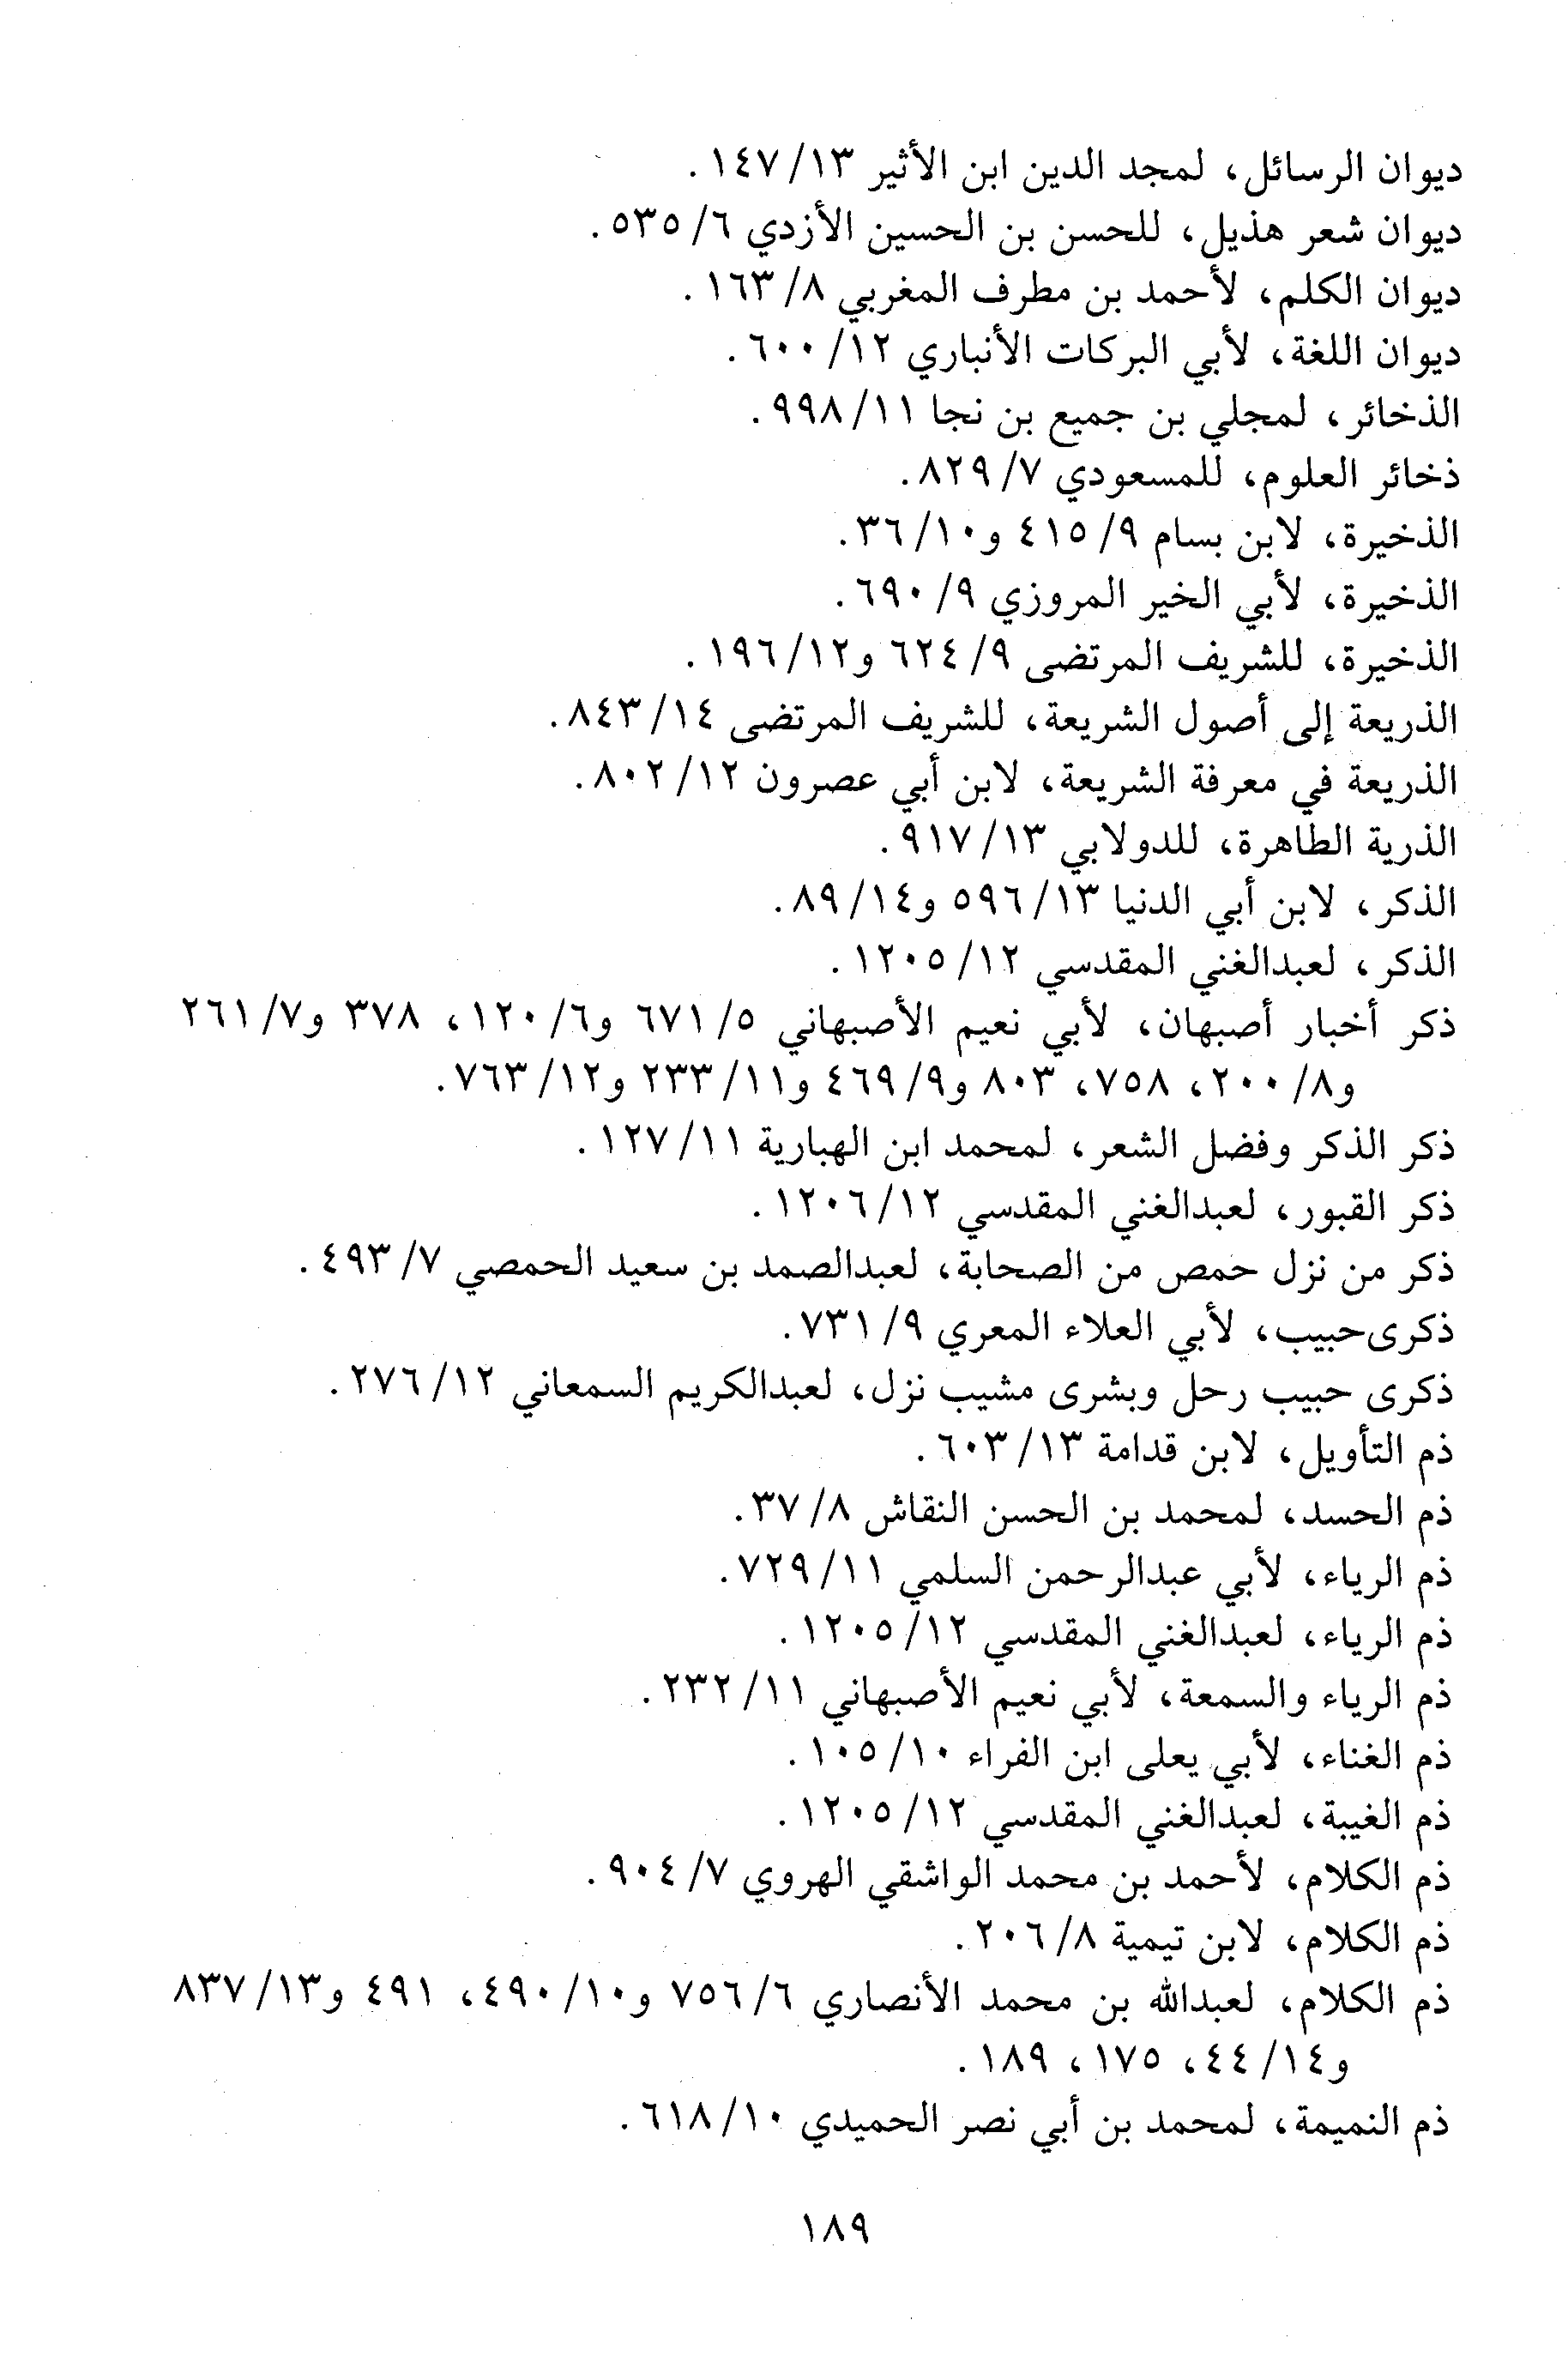 ديوان الرسائل، لمجد الدين ابن الأثير ١٣/ ١٤٧.
ديوان شعر هذيل، للحسن بن الحسين الأزدي ٦/ ٥٣٥.
ديوان الكلم، لأحمد بن مطرف المغربي ٨/ ١٦٣.
ديوان اللغة، لأبي البركات الأنباري ١٢/ ٦٠٠.
الذخائر، لمجلي بن جميع بن نجا ١١/ ٩٩٨.
ذخائر العلوم، للمسعودي ٧/ ٨٢٩.
الذخيرة، لابن بسام ٩/ ٤١٥ و١٠/ ٣٦.
الذخيرة، لأبي الخير المروزي ٩/ ٦٩٠.
الذخيرة، للشريف المرتضى ٩/ ٦٢٤ و١٢/ ١٩٦.
الذريعة إلى أصول الشريعة، للشريف المرتضى ١٤/ ٨٤٣.
الذريعة في معرفة الشريعة، لابن أبي عصرون ١٢/ ٨٠٢.
الذرية الطاهرة، للدولابي ١٣/ ٩١٧.
الذكر، لابن أبي الدنيا ١٣/ ٥٩٦ و١٤/ ٨٩.
الذكر، لعبدالغني المقدسي ١٢/ ١٢٠٥.
ذكر أخبار أصبهان، لأبي نعيم الأصبهاني ٥/ ٦٧١ و٦/ ١٢٠، ٣٧٨ و٧/ ٢٦١
و٨/ ٢٠٠، ٧٥٨، ٨٠٣ و٩/ ٤٦٩ و١١/ ٢٣٣ و١٢/ ٧٦٣.
ذكر الذكر وفضل الشعر، لمحمد ابن الهبارية ١١/ ١٢٧.
ذكر القبور، لعبدالغني المقدسي ١٢/ ١٢٠٦.
ذكر من نزل حمص من الصحابة، لعبدالصمد بن سعيد الحمصي ٧/ ٤٩٣.
ذكرى حبيب، لأبي العلاء المعري ٩/ ٧٣١.
ذكرى حبيب رحل وبشرى مشيب نزل، لعبدالكريم السمعاني ١٢/ ٢٧٦.
ذم التأويل، لابن قدامة ١٣/ ٦٠٣.
ذم الحسد، لمحمد بن الحسن النقاش ٨/ ٣٧.
ذم الرياء، لأبي عبدالرحمن السلمي ١١/ ٧٢٩.
ذم الرياء، لعبدالغني المقدسي ١٢/ ١٢٠٥.
ذم الرياء والسمعة، لأبي نعيم الأصبهاني ١١/ ٢٣٢.
ذم الغناء، لأبي يعلى ابن الفراء ١٠/ ١٠٥.
ذم الغيبة، لعبدالغني المقدسي ١٢/ ١٢٠٥.
ذم الكلام، لأحمد بن محمد الواشقي الهروي ٧/ ٩٠٤.
ذم الكلام، لابن تيمية ٨/ ٢٠٦.
ذم الكلام، لعبدالله بن محمد الأنصاري ٦/ ٧٥٦ و١٠/ ٤٩٠، ٤٩١ و١٣/ ٨٣٧
و١٤/ ٤٤، ١٧٥، ١٨٩.
ذم النميمة، لمحمد بن أبي نصر الحميدي ١٠/ ٦١٨.
١٨٩